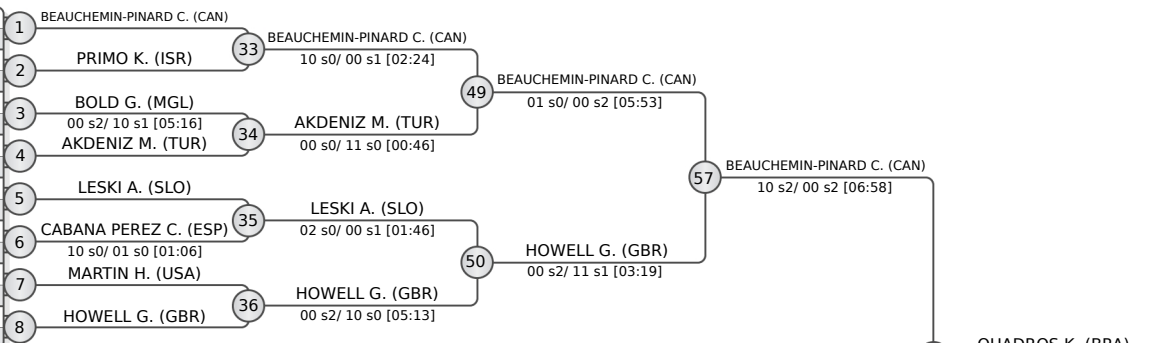 1
BEAUCHEMIN-PINARD C. (CAN)
2
PRIMO K. (ISR)
33
BEAUCHEMIN-PINARD C. (CAN)
10 s0/ 00 s1 [02:24]
3
BOLD G. (MGL)
00 s2/ 10 s1 [05:16]
4
AKDENIZ M. (TUR)
34
AKDENIZ M. (TUR)
00 s0/ 11 s0 [00:46]
49
BEAUCHEMIN-PINARD C. (CAN)
01 s0/ 00 s2 [05:53]
5
LESKI A. (SLO)
6
CABANA PEREZ C. (ESP)
10 s0/ 01 s0 [01:06]
35
LESKI A. (SLO)
02 s0/ 00 s1 [01:46]
7
MARTIN H. (USA)
8
HOWELL G. (GBR)
36
HOWELL G. (GBR)
00 s2/ 10 s0 [05:13]
50
HOWELL G. (GBR)
00 s2/ 11 s1 [03:19]
57
BEAUCHEMIN-PINARD C. (CAN)
10 s2/ 00 s2 [06:58]
QUADROS K. (BRA)